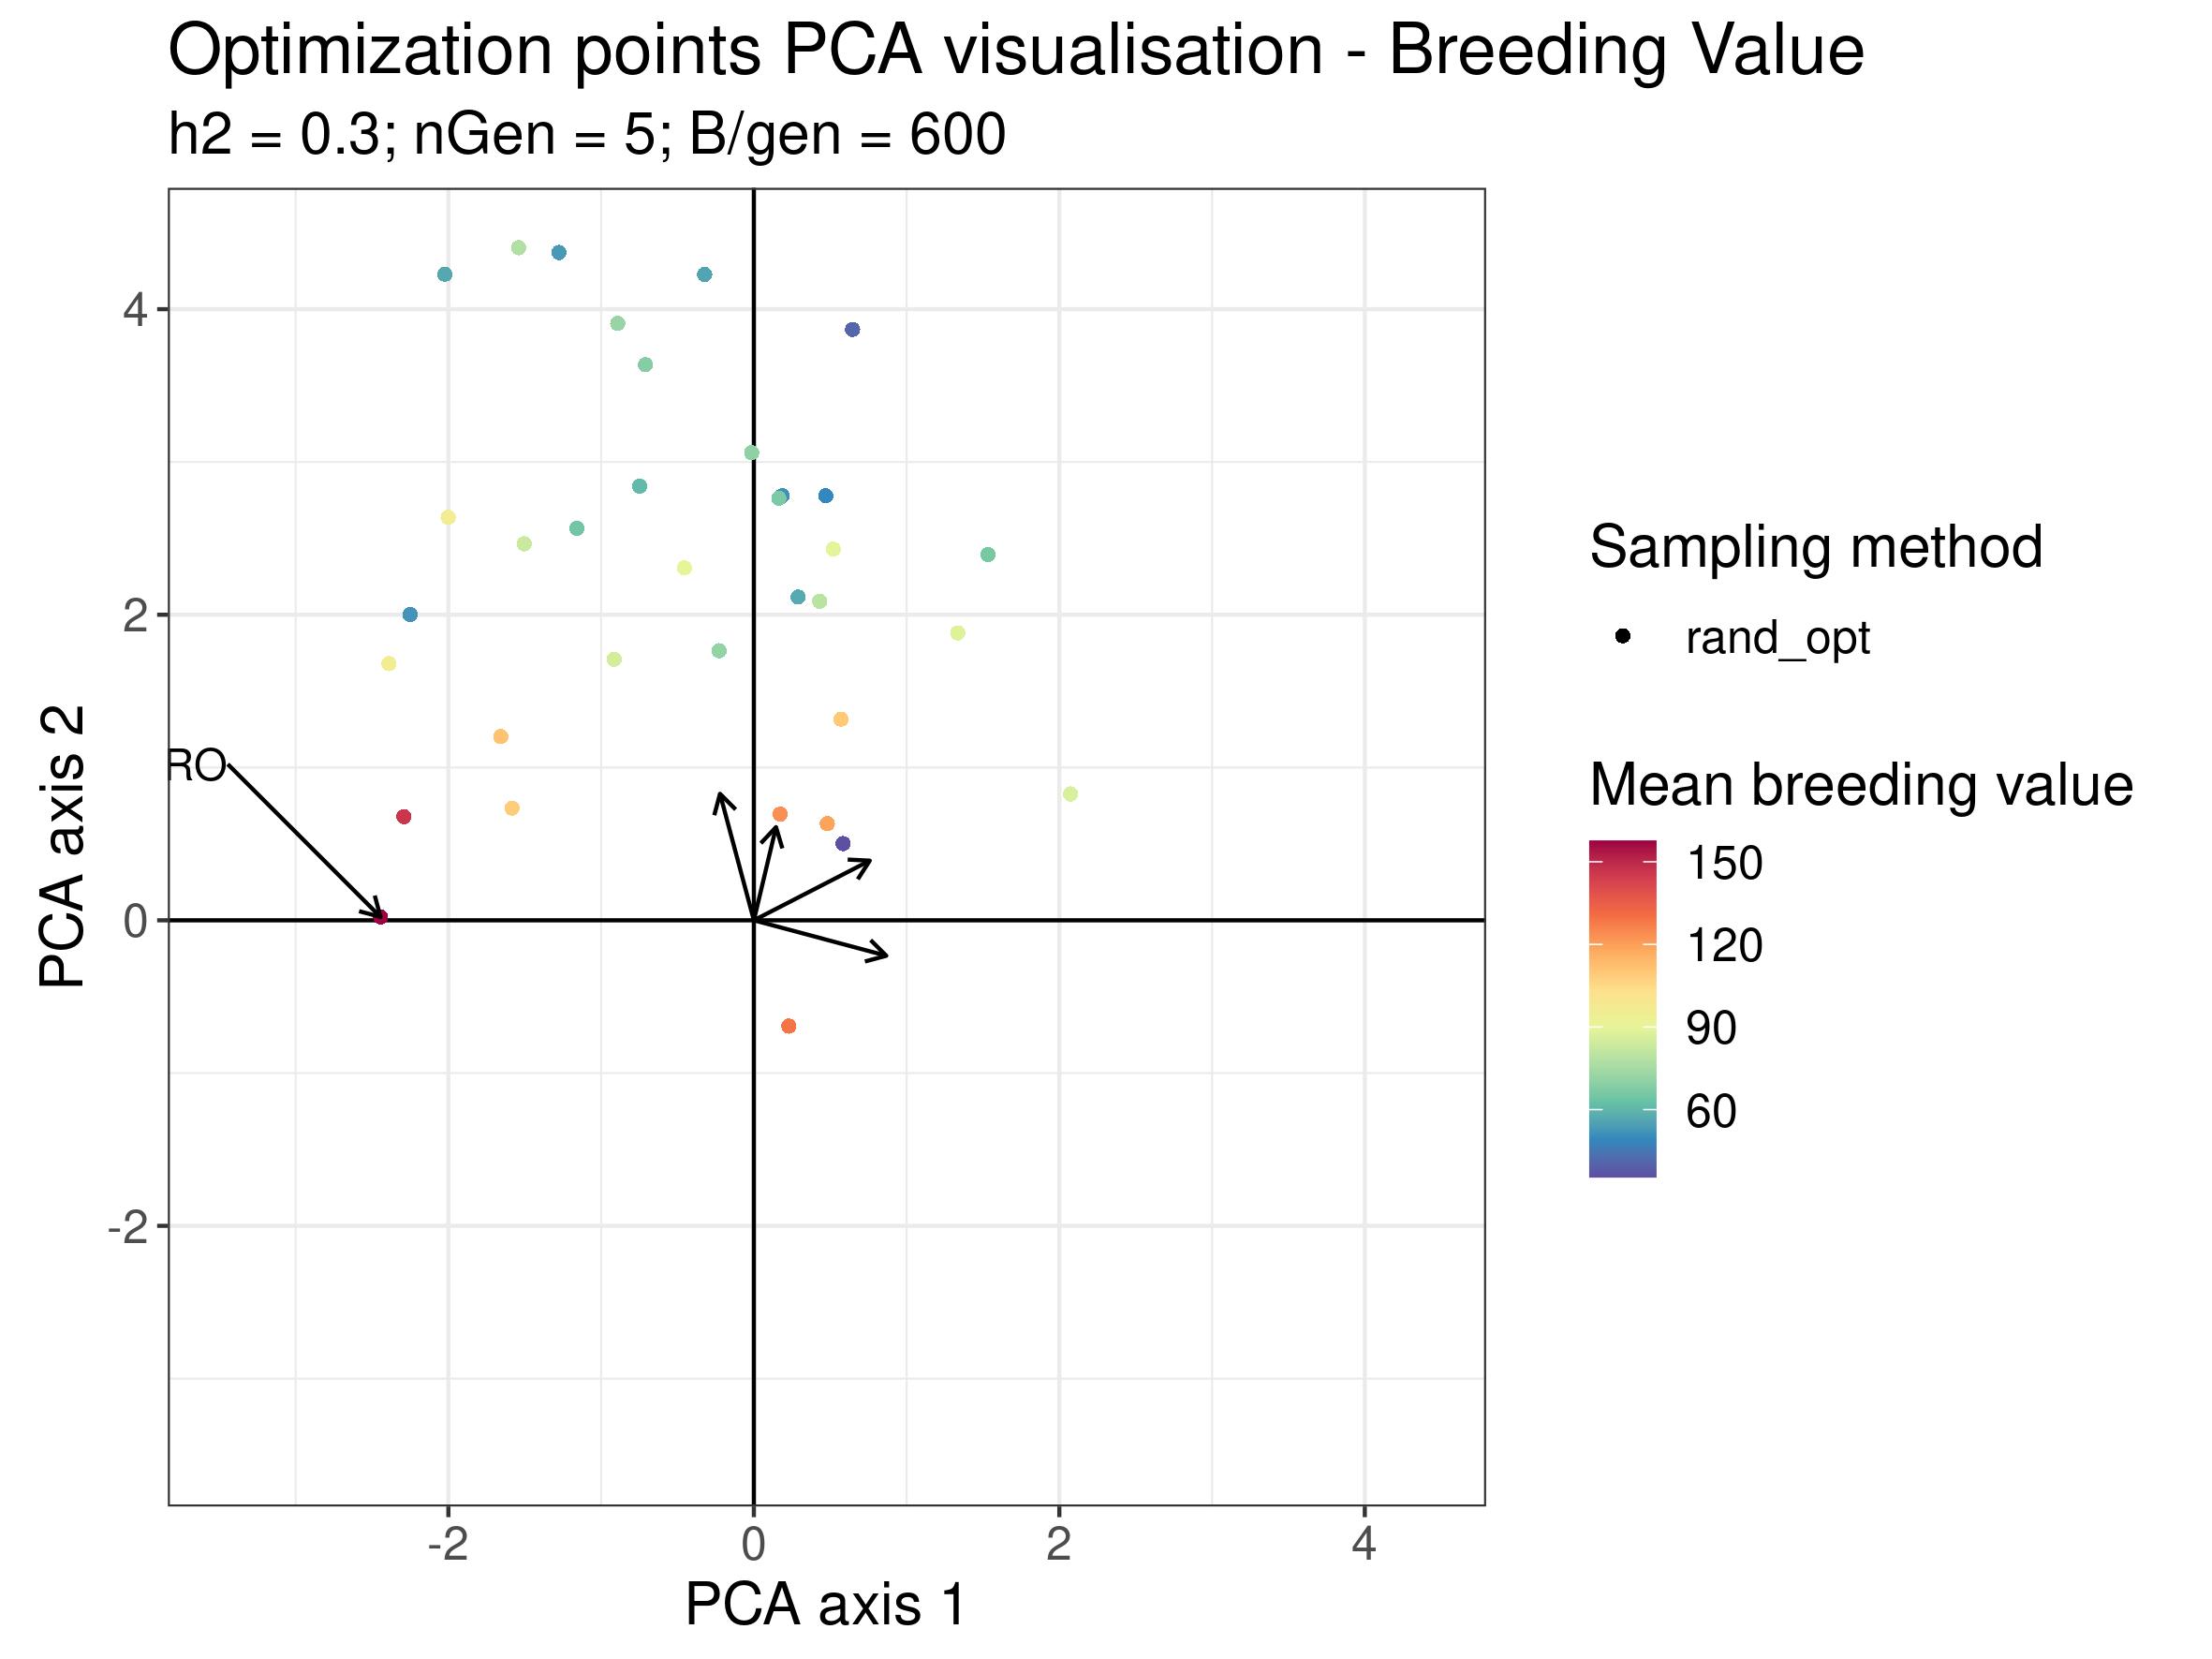 Optimization points PCA visualisation - Breeding Value
h2 = 0.3; nGen = 5; B/gen = 600
PCA axis 2
4
2
0
-2
RO
-2
0
2
4
PCA axis 1
Sampling method
rand_opt
Mean breeding value
150
120
90
60